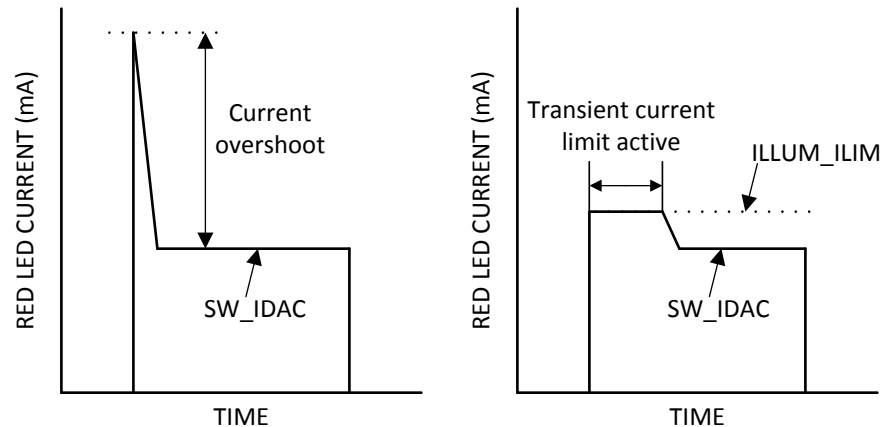 RED LED CURRENT (mA)
Current
overshoot
SW_IDAC
TIME
RED LED CURRENT (mA)
Transient current
limit active
ILLUM_ILIM
SW_IDAC
TIME